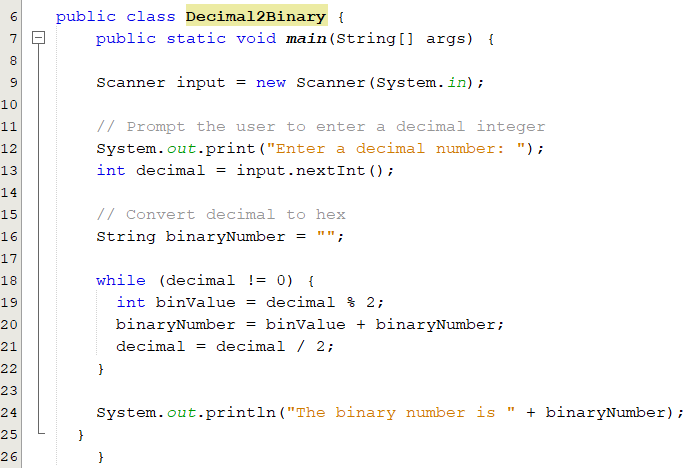 6 public class Decimal2Binary {
7 public static void main(String[] args) {
8
9 Scanner input = new Scanner(System.in);
10
11 // Prompt the user to enter a decimal integer
12 System.out.print("Enter a decimal number: ");
13 int decimal = input.nextInt();
14
15 // Convert decimal to hex
16 String binaryNumber = "";
17
18 while (decimal != 0) {
19 int binValue = decimal % 2;
20 binaryNumber = binValue + binaryNumber;
21 decimal = decimal / 2;
22 }
23
24 System.out.println("The binary number is " + binaryNumber);
25 }
26 }